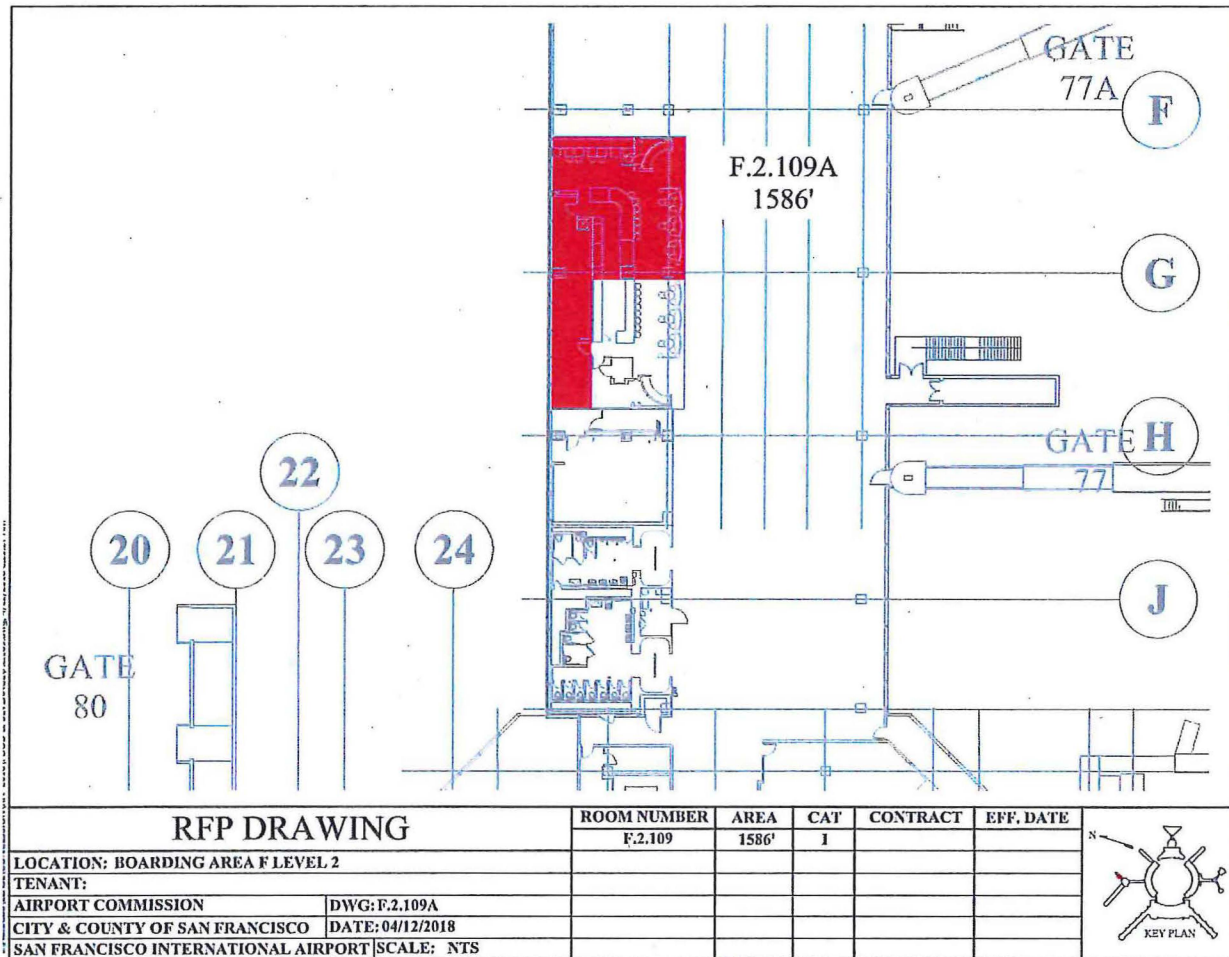 GATE
77A
F
F.2.109A
1586'
G
GATE
77
H
22
20
21
23
24
J
GATE
80
RFP DRAWING
ROOM NUMBER AREA CAT CONTRACT EFF. DATE
F.2.109 1586' 1
LOCATION: BOARDING AREA F LEVEL 2
TENANT:
AIRPORT COMMISSION DWG: F.2.109A
CITY & COUNTY OF SAN FRANCISCO DATE: 04/12/2018
SAN FRANCISCO INTERNATIONAL AIRPORT SCALE: NTS
N
KEY PLAN